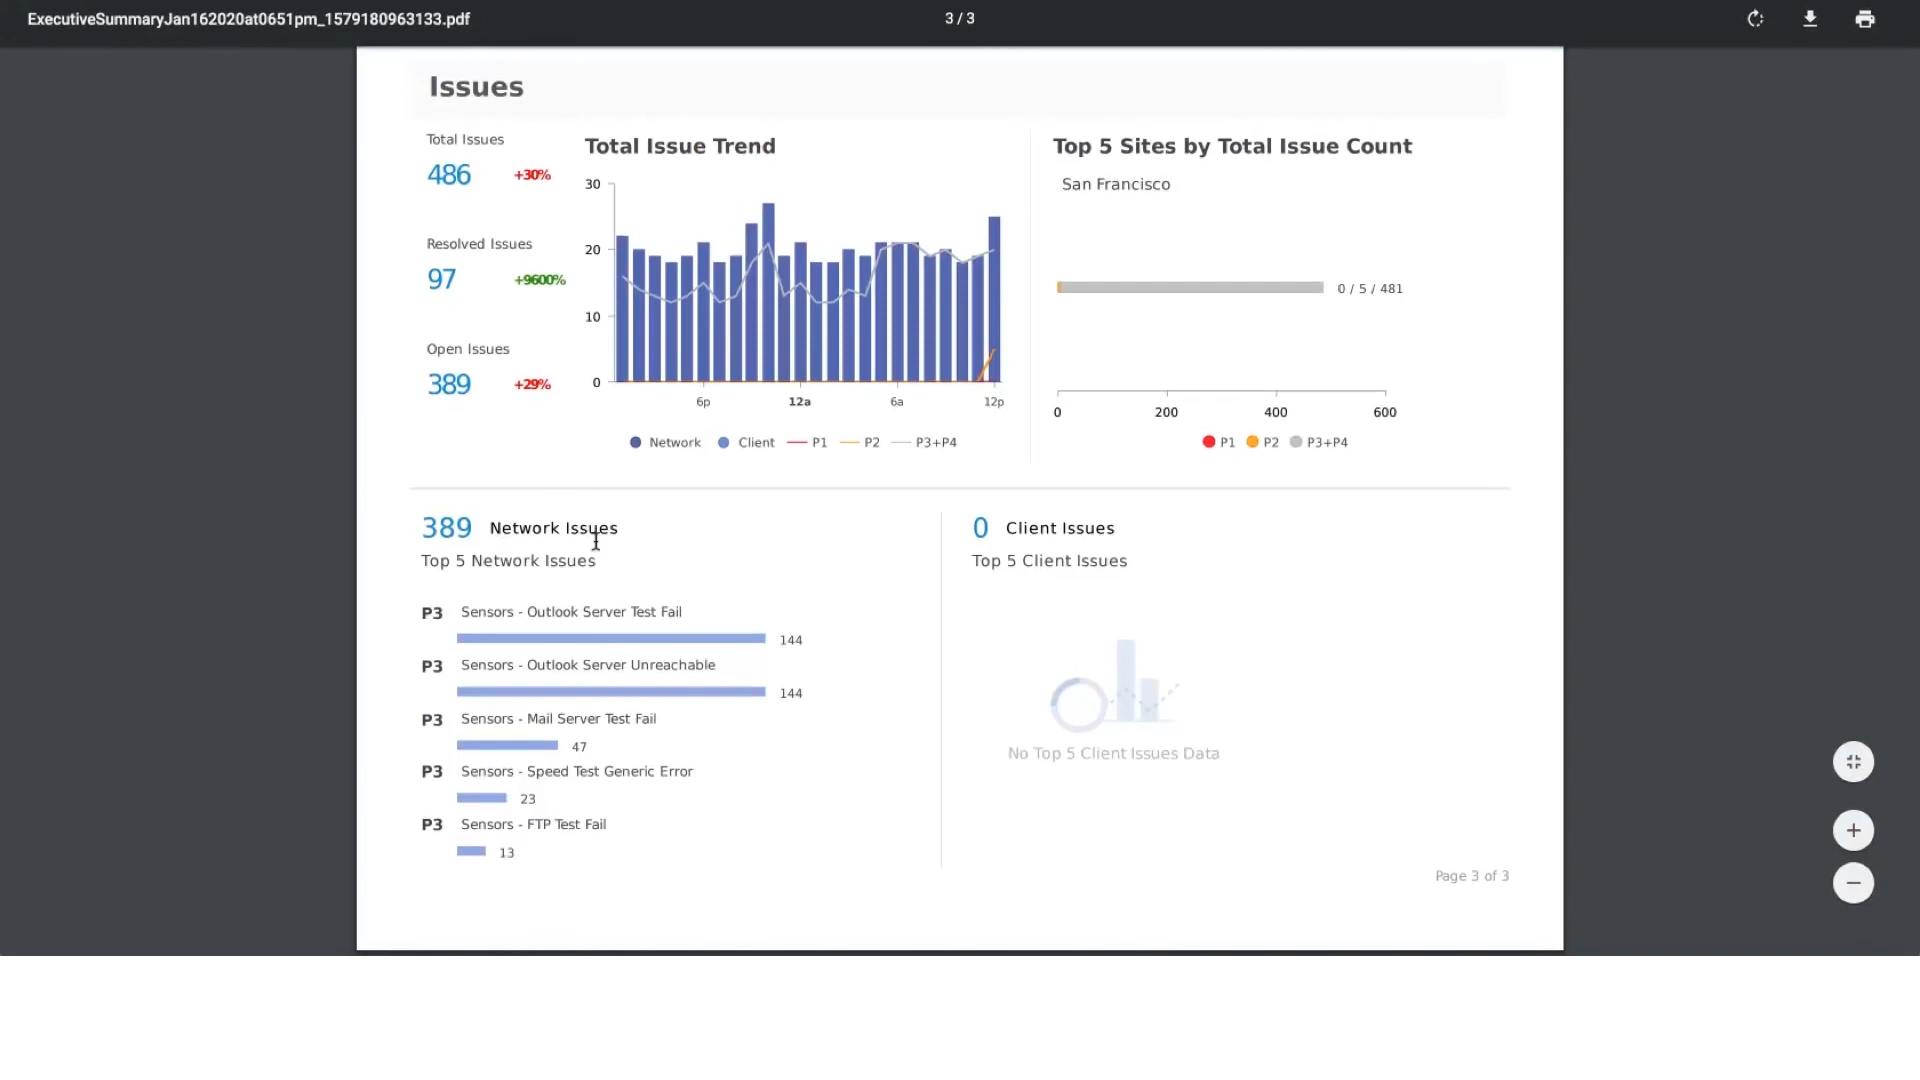 ExecutiveSummaryJan162020at0651pm_1579180963133.pdf
3 / 3
Issues
Total Issues
486 +30%
Resolved Issues
97 +9600%
Open Issues
389 +29%
Total Issue Trend
30
20
10
0
6p 12a 6a 12p
Network Client P1 P2 P3+P4
Top 5 Sites by Total Issue Count
San Francisco
0 / 5 / 481
0 200 400 600
P1 P2 P3+P4
389 Network Issues
Top 5 Network Issues
P3 Sensors - Outlook Server Test Fail
144
P3 Sensors - Outlook Server Unreachable
144
P3 Sensors - Mail Server Test Fail
47
P3 Sensors - Speed Test Generic Error
23
P3 Sensors - FTP Test Fail
13
0 Client Issues
Top 5 Client Issues
No Top 5 Client Issues Data
Page 3 of 3